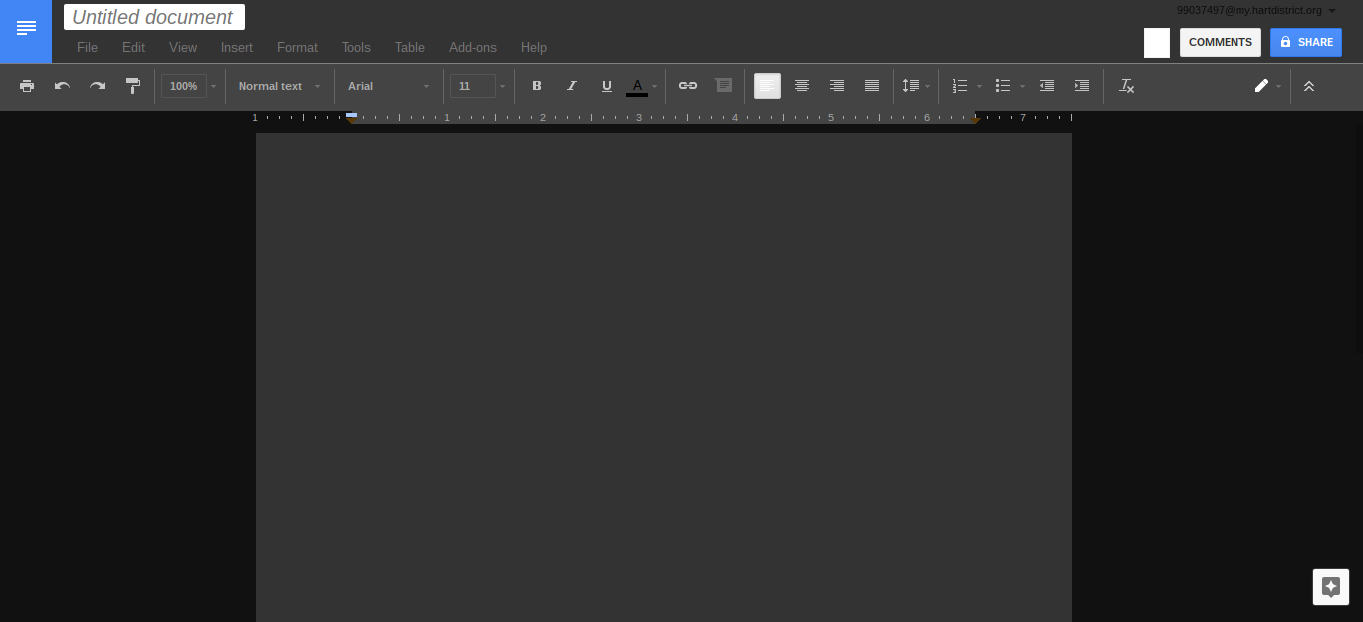 Untitled document
99037497@my.hartdistrict.org
File Edit View Insert Format Tools Table Add-ons Help
COMMENTS SHARE
100% Normal text Arial 11 B I U A
1 1 2 3 4 5 6 7